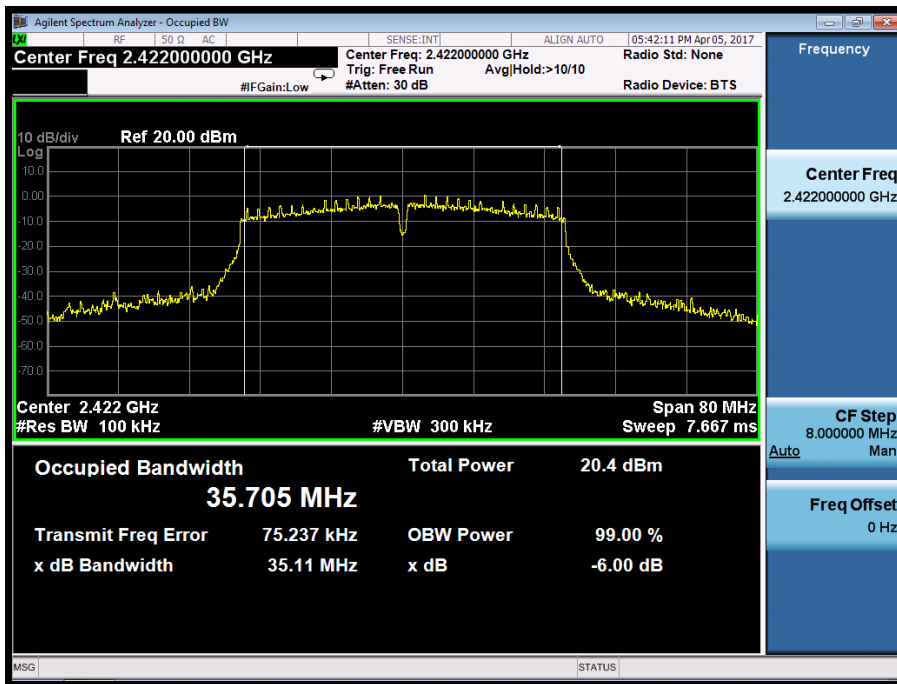 Agilent Spectrum Analyzer - Occupied BW
LXI RF 50 Ω AC SENSE:INT ALIGN AUTO 05:42:11 PM Apr 05, 2017
Center Freq 2.422000000 GHz
Center Freq: 2.422000000 GHz
Radio Std: None
Trig: Free Run Avg|Hold:>10/10
#IFGain:Low
#Atten: 30 dB
Radio Device: BTS
10 dB/div Ref 20.00 dBm
Log
10.0
0.00
-10.0
-20.0
-30.0
-40.0
-50.0
-60.0
-70.0
Center 2.422 GHz Span 80 MHz
#Res BW 100 kHz #VBW 300 kHz Sweep 7.667 ms
Occupied Bandwidth Total Power 20.4 dBm
35.705 MHz
Transmit Freq Error 75.237 kHz OBW Power 99.00 %
x dB Bandwidth 35.11 MHz x dB -6.00 dB
MSG STATUS
Frequency
Center Freq
2.422000000 GHz
CF Step
8.000000 MHz
Auto Man
Freq Offset
0 Hz